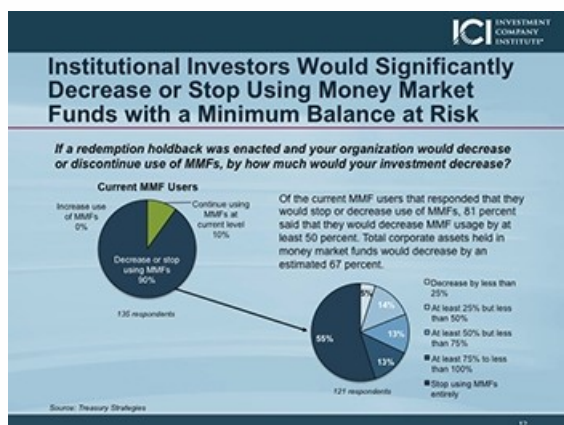 ICI INVESTMENT
COMPANY
INSTITUTE®
Institutional Investors Would Significantly
Decrease or Stop Using Money Market
Funds with a Minimum Balance at Risk
If a redemption holdback was enacted and your organization would decrease
or discontinue use of MMFs, by how much would your investment decrease?
Current MMF Users
Increase use
of MMFs
0%
Continue using
MMFs at
current level
10%
Decrease or stop
using MMFs
90%
135 respondents
Of the current MMF users that responded that they
would stop or decrease use of MMFs, 81 percent
said that they would decrease MMF usage by at
least 50 percent. Total corporate assets held in
money market funds would decrease by an
estimated 67 percent.
5%
14%
13%
13%
55%
121 respondents
Decrease by less than
25%
At least 25% but less
than 50%
At least 50% but less
than 75%
At least 75% to less
than 100%
Stop using MMFs
entirely
Source: Treasury Strategies